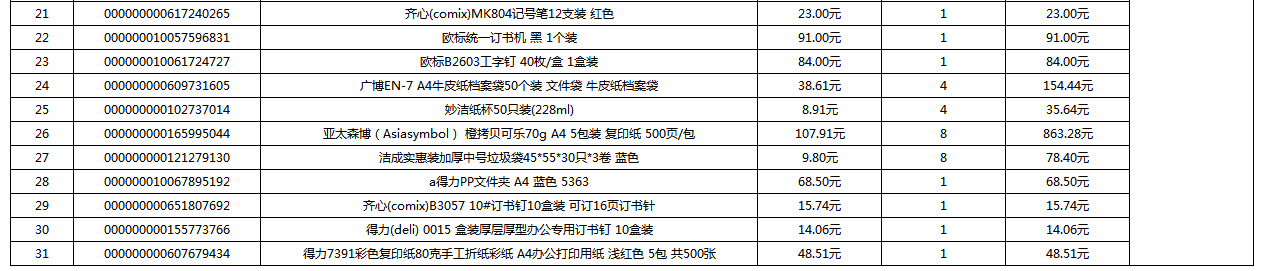 21 000000000617240265 齐心(comix)MK804记号笔12支装 红色 23.00元 1 23.00元
22 000000010057596831 欧标统一订书机 黑 1个装 91.00元 1 91.00元
23 000000010061724727 欧标B2603工字钉 40枚/盒 1盒装 84.00元 1 84.00元
24 000000000609731605 广博EN-7 A4牛皮纸档案袋50个装 文件袋 牛皮纸档案袋 38.61元 4 154.44元
25 000000000102737014 妙洁纸杯50只装(228ml) 8.91元 4 35.64元
26 000000000165995044 亚太森博（Asiasymbol） 橙拷贝可乐70g A4 5包装 复印纸 500页/包 107.91元 8 863.28元
27 000000000121279130 洁成实惠装加厚中号垃圾袋45*55*30只*3卷 蓝色 9.80元 8 78.40元
28 000000010067895192 a得力PP文件夹 A4 蓝色 5363 68.50元 1 68.50元
29 000000000651807692 齐心(comix)B3057 10#订书钉10盒装 可订16页订书针 15.74元 1 15.74元
30 000000000155773766 得力(deli) 0015 盒装厚层厚型办公专用订书钉 10盒装 14.06元 1 14.06元
31 000000000607679434 得力7391彩色复印纸80克手工折纸彩纸 A4办公打印用纸 浅红色 5包 共500张 48.51元 1 48.51元